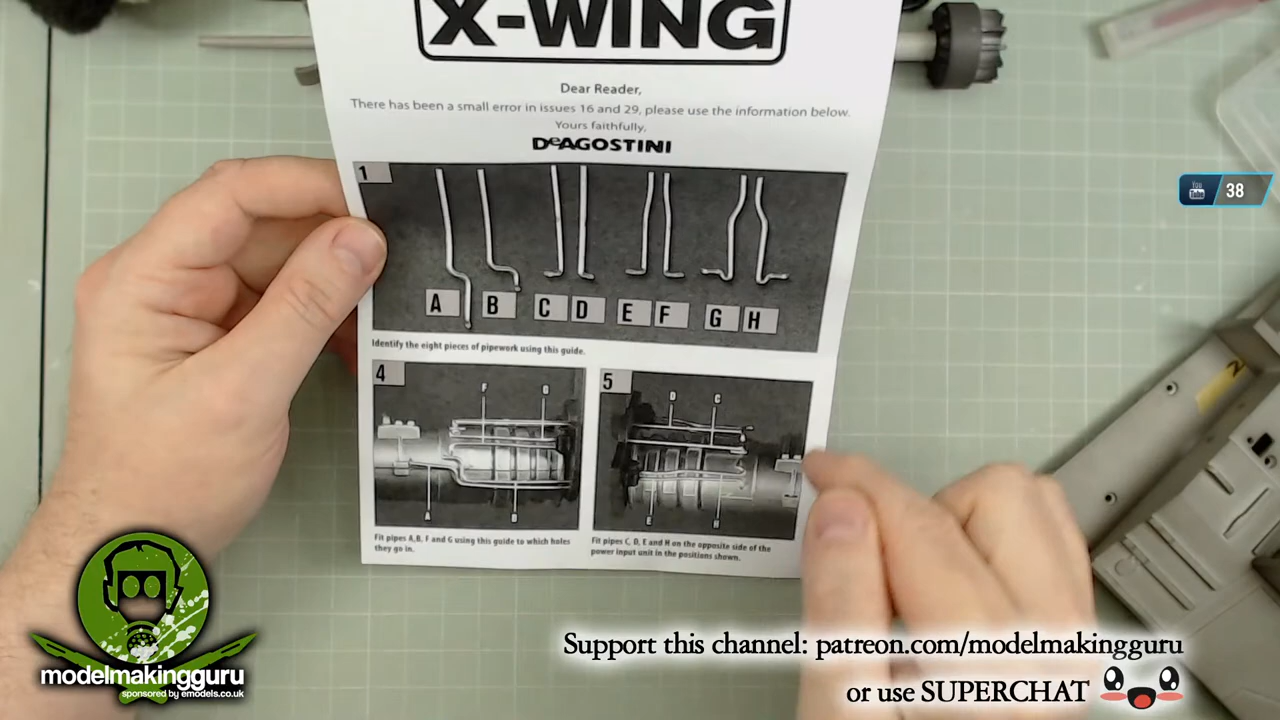 X-WING
Dear Reader,
There has been a small error in issues 16 and 29, please use the information below.
Yours faithfully,
DeAGOSTINI
1
A B C D E F G H
Identify the eight pieces of pipework using this guide.
4
F
A
5
D C
E H
Fit pipes A,B, F and G using this guide to which holes
they go in.
Fit pipes C, D, E and H on the opposite side of the
power input unit in the positions shown.
You
Tube
38
2
modelmakingguru
sponsored by emodels.co.uk
Support this channel: patreon.com/modelmakingguru
or use SUPERCHAT